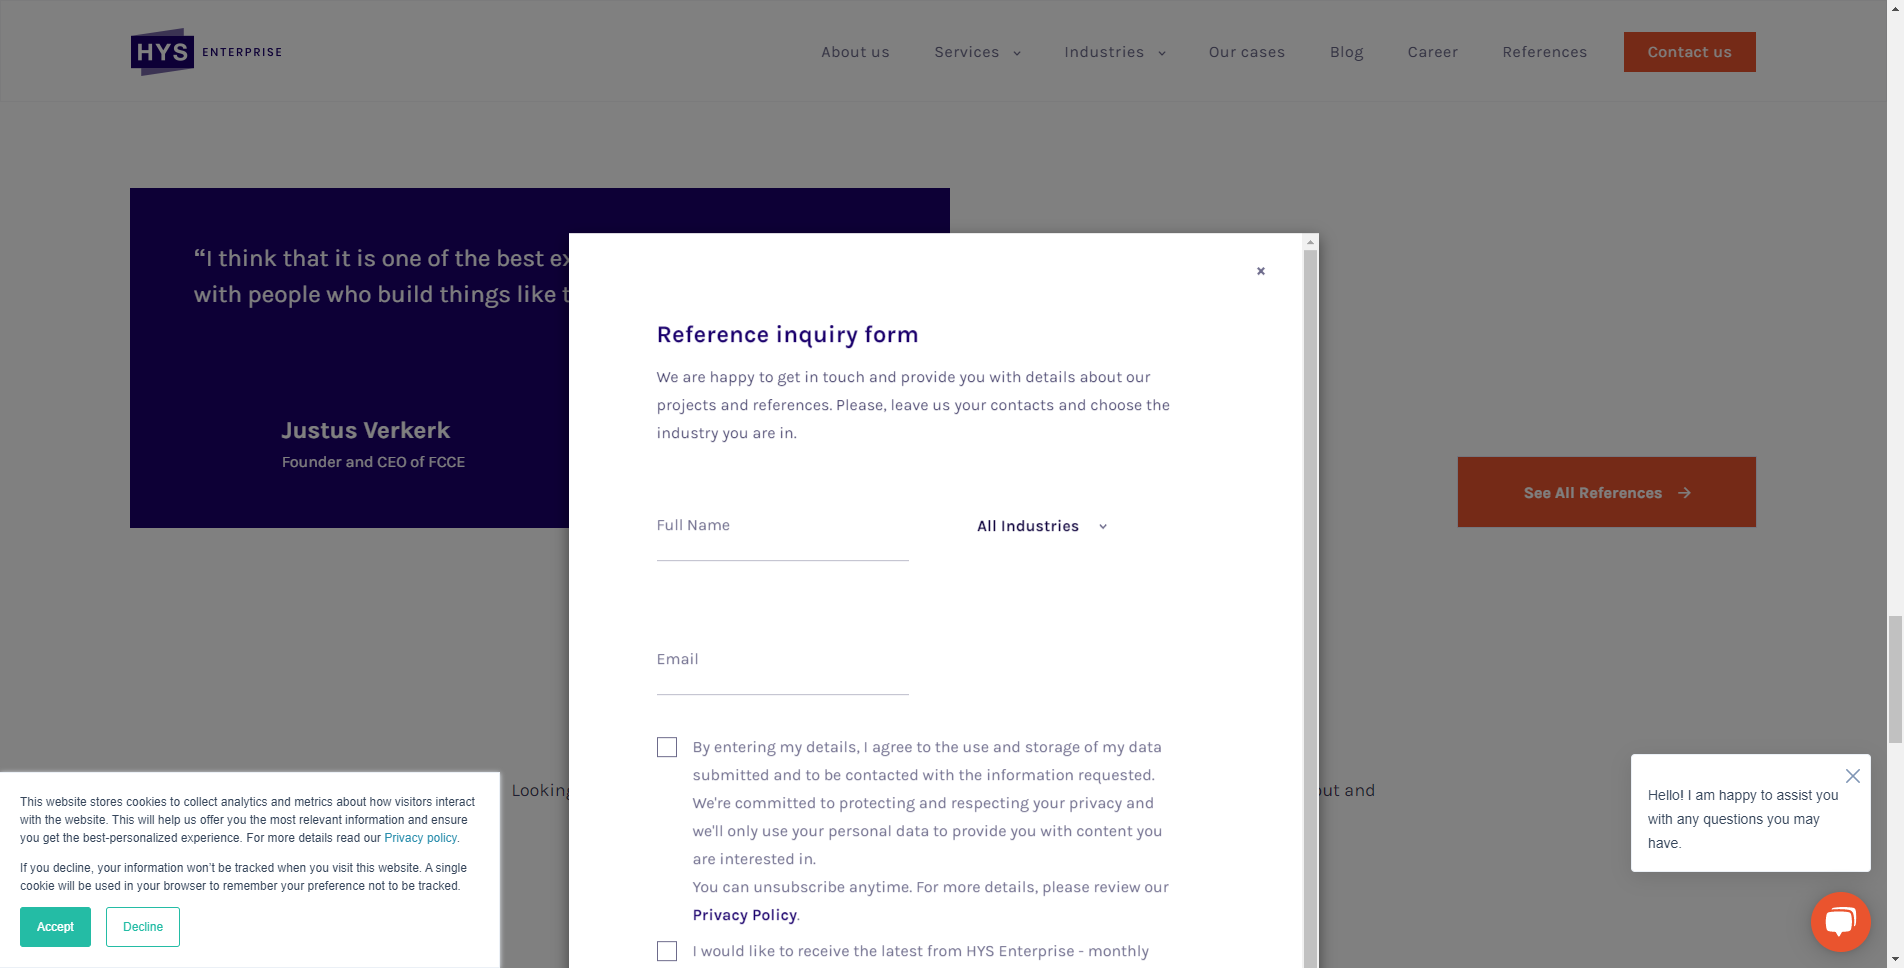 HYS ENTERPRISE
About us
Services
Industries
Our cases
Blog
Career
References
Contact us
“I think that it is one of the best
with people who build things like
Justus Verkerk
Founder and CEO of FCCE
See All References
×
Reference inquiry form
We are happy to get in touch and provide you with details about our
projects and references. Please, leave us your contacts and choose the
industry you are in.
Full Name
All Industries
Email
By entering my details, I agree to the use and storage of my data
submitted and to be contacted with the information requested.
We're committed to protecting and respecting your privacy and
we'll only use your personal data to provide you with content you
are interested in.
You can unsubscribe anytime. For more details, please review our
Privacy Policy.
I would like to receive the latest from HYS Enterprise - monthly
Looking
and
This website stores cookies to collect analytics and metrics about how visitors interact
with the website. This will help us offer you the most relevant information and ensure
you get the best-personalized experience. For more details read our Privacy policy.
If you decline, your information won't be tracked when you visit this website. A single
cookie will be used in your browser to remember your preference not to be tracked.
Accept
Decline
Hello! I am happy to assist you
with any questions you may
have.